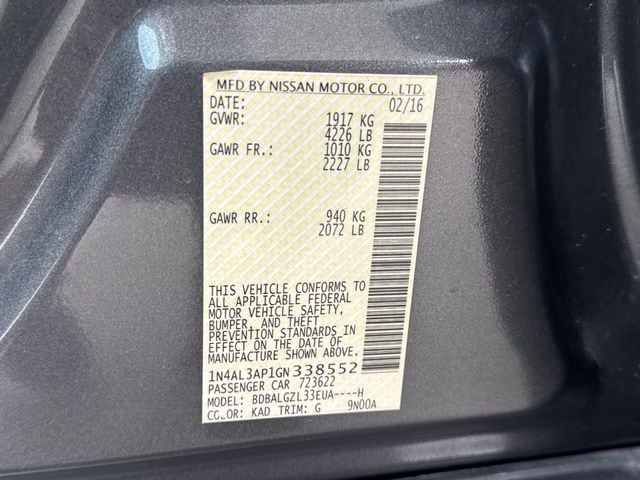 MFD BY NISSAN MOTOR CO., LTD.
DATE: 02/16
GVWR: 1917 KG
4226 LB
GAWR FR.: 1010 KG
2227 LB
GAWR RR.: 940 KG
2072 LB
THIS VEHICLE CONFORMS TO
ALL APPLICABLE FEDERAL
MOTOR VEHICLE SAFETY,
BUMPER, AND THEFT
PREVENTION STANDARDS IN
EFFECT ON THE DATE OF
MANUFACTURE SHOWN ABOVE.
1N4AL3AP1GN338552
PASSENGER CAR 723622
MODEL: BDBALGZL33EUA----H
COLOR: KAD TRIM: G 9N00A